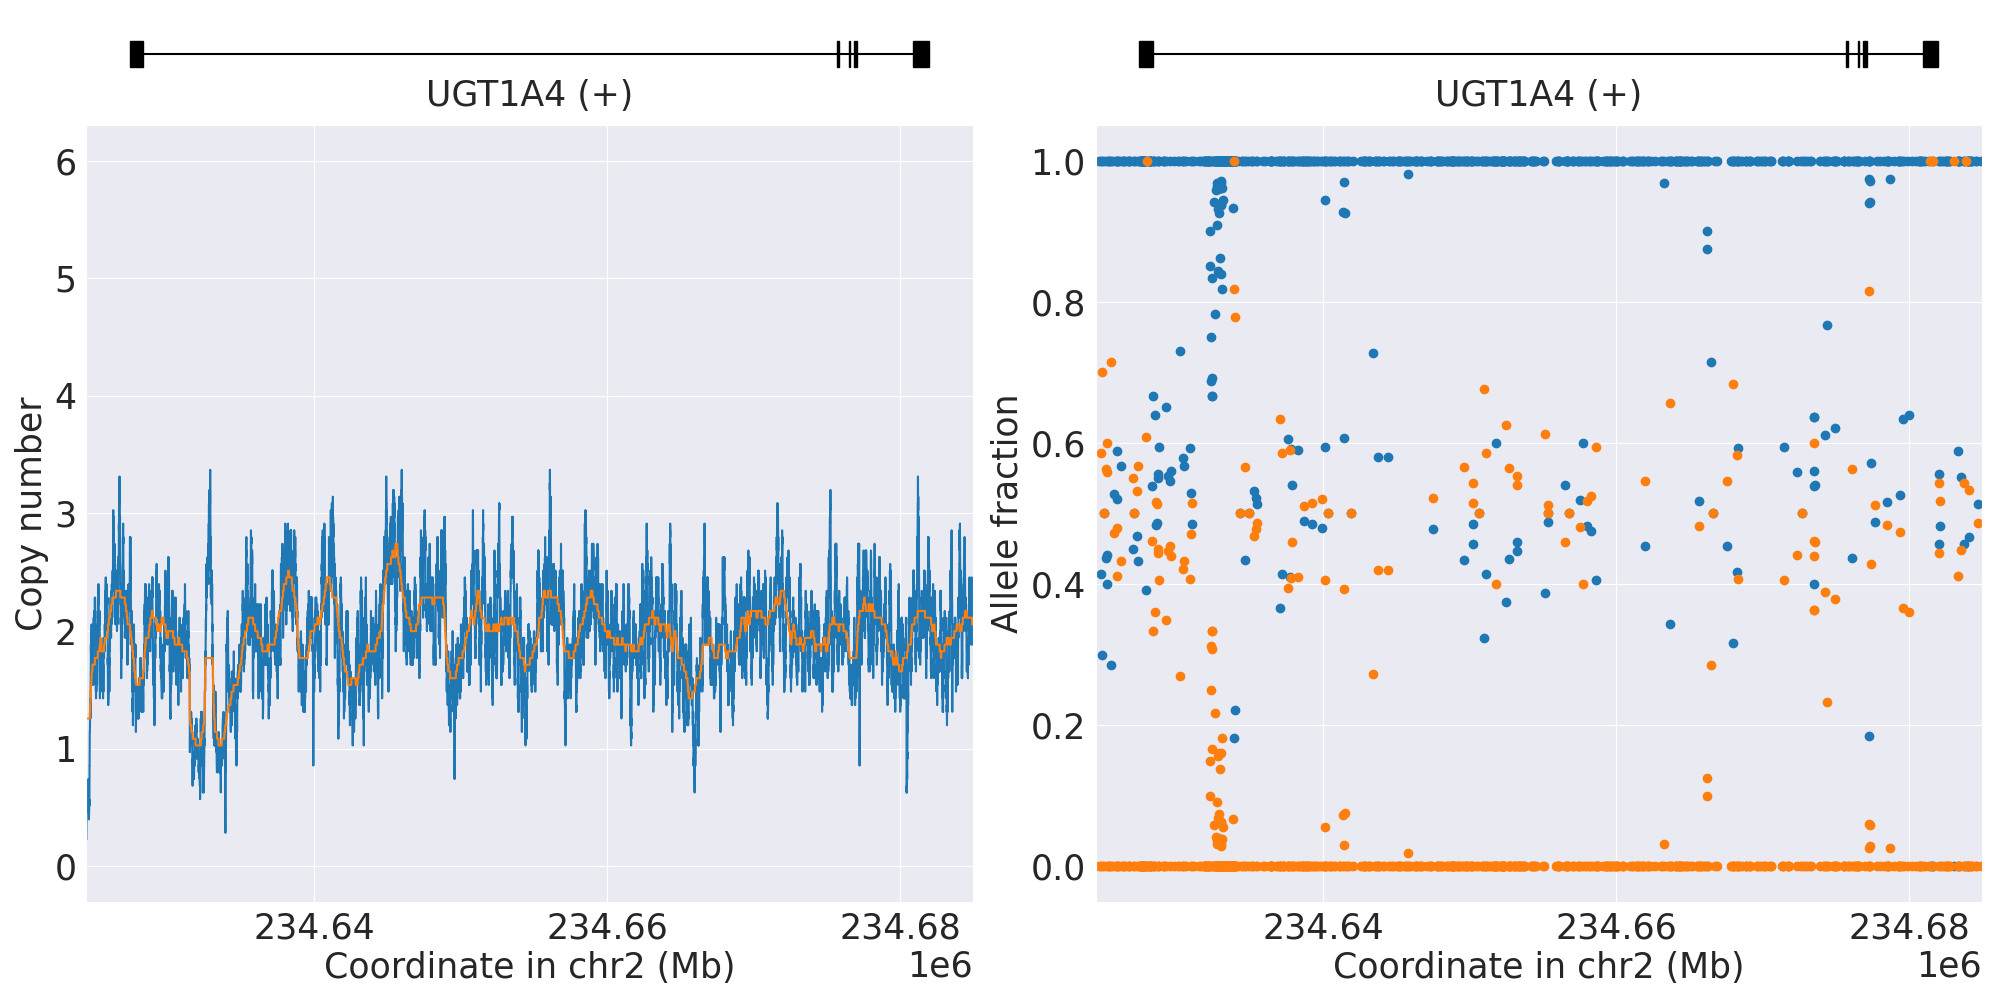 UGT1A4 (+)
6
5
4
3
2
1
0
Copy number
234.64 234.66 234.68
Coordinate in chr2 (Mb)
1e6
UGT1A4 (+)
1.0
0.8
0.6
0.4
0.2
0.0
Allele fraction
234.64 234.66 234.68
Coordinate in chr2 (Mb)
1e6